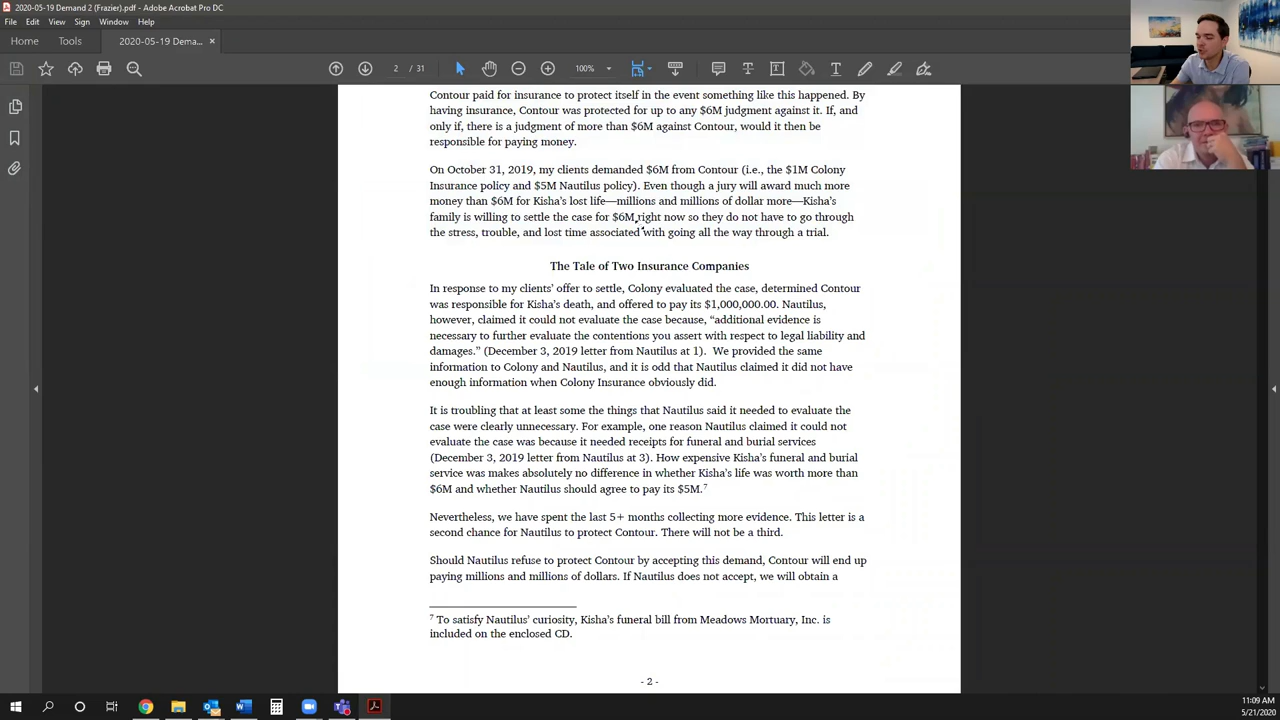 2020-05-19 Demand 2 (Frazier).pdf - Adobe Acrobat Pro DC
File Edit View Sign Window Help
Home Tools 2020-05-19 Dema... ×
2 / 31 100%
Contour paid for insurance to protect itself in the event something like this happened. By
having insurance, Contour was protected for up to any $6M judgment against it. If, and
only if, there is a judgment of more than $6M against Contour, would it then be
responsible for paying money.
On October 31, 2019, my clients demanded $6M from Contour (i.e., the $1M Colony
Insurance policy and $5M Nautilus policy). Even though a jury will award much more
money than $6M for Kisha's lost life—millions and millions of dollar more—Kisha's
family is willing to settle the case for $6M right now so they do not have to go through
the stress, trouble, and lost time associated with going all the way through a trial.
The Tale of Two Insurance Companies
In response to my clients' offer to settle, Colony evaluated the case, determined Contour
was responsible for Kisha's death, and offered to pay its $1,000,000.00. Nautilus,
however, claimed it could not evaluate the case because, "additional evidence is
necessary to further evaluate the contentions you assert with respect to legal liability and
damages." (December 3, 2019 letter from Nautilus at 1). We provided the same
information to Colony and Nautilus, and it is odd that Nautilus claimed it did not have
enough information when Colony Insurance obviously did.
It is troubling that at least some the things that Nautilus said it needed to evaluate the
case were clearly unnecessary. For example, one reason Nautilus claimed it could not
evaluate the case was because it needed receipts for funeral and burial services
(December 3, 2019 letter from Nautilus at 3). How expensive Kisha's funeral and burial
service was makes absolutely no difference in whether Kisha's life was worth more than
$6M and whether Nautilus should agree to pay its $5M.7
Nevertheless, we have spent the last 5+ months collecting more evidence. This letter is a
second chance for Nautilus to protect Contour. There will not be a third.
Should Nautilus refuse to protect Contour by accepting this demand, Contour will end up
paying millions and millions of dollars. If Nautilus does not accept, we will obtain a
7 To satisfy Nautilus' curiosity, Kisha's funeral bill from Meadows Mortuary, Inc. is
included on the enclosed CD.
- 2 -
11:09 AM
5/21/2020